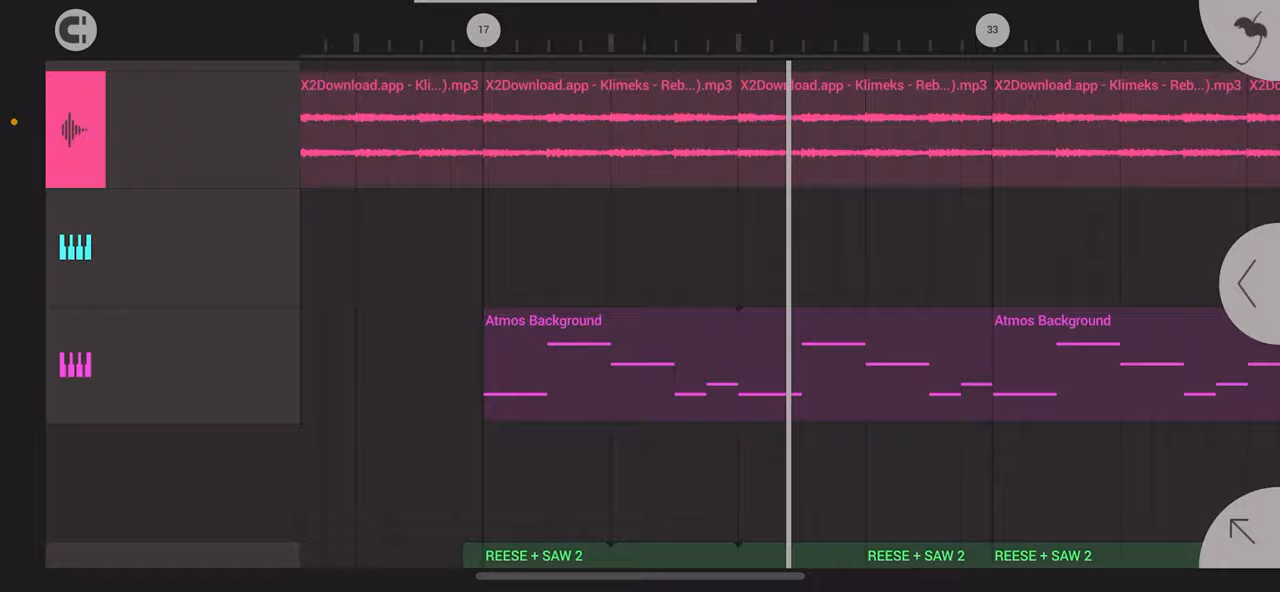 17
33
X2Download.app - Kli...).mp3
X2Download.app - Klimeks - Reb...).mp3
X2Download.app - Klimeks - Reb...).mp3
X2Download.app - Klimeks - Reb...).mp3
X2Do
Atmos Background
Atmos Background
REESE + SAW 2
REESE + SAW 2
REESE + SAW 2